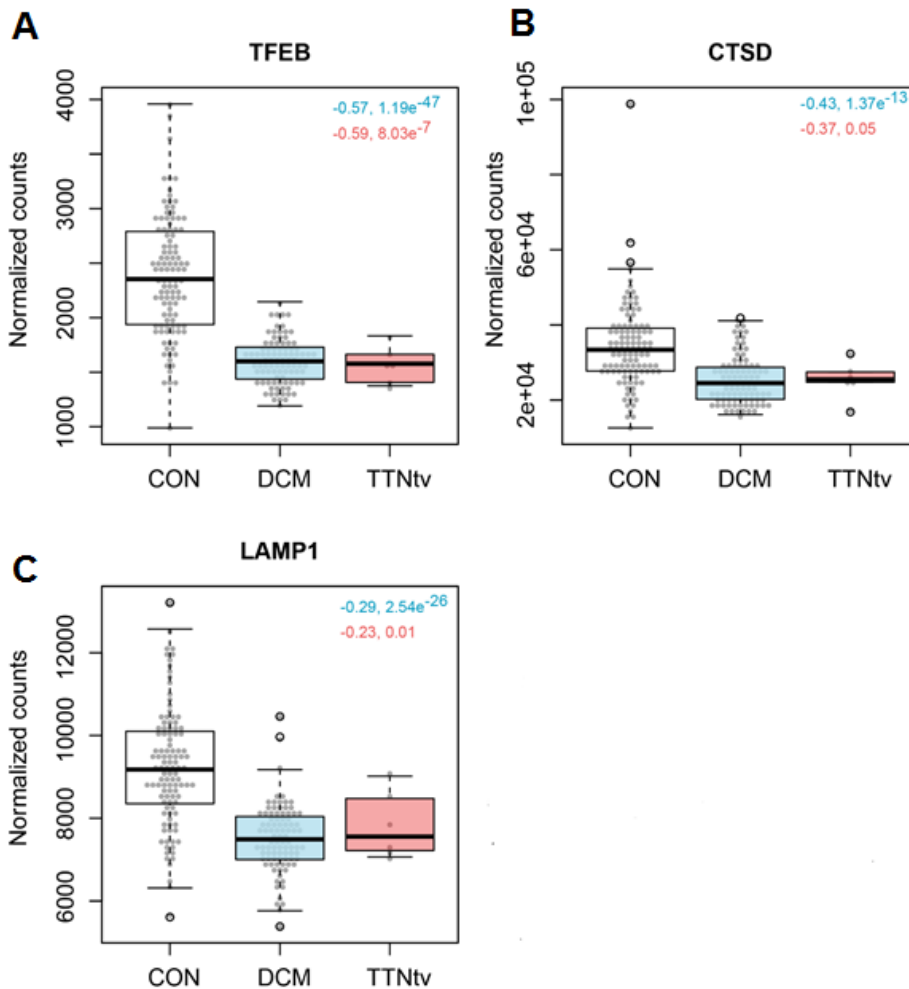 A
TFEB
-0.57, 1.19e-47
-0.59, 8.03e-7
Normalized counts
4000
3000
2000
1000
CON DCM TTNtv
B
CTSD
-0.43, 1.37e-13
-0.37, 0.05
Normalized counts
1e+05
6e+04
2e+04
CON DCM TTNtv
C
LAMP1
-0.29, 2.54e-26
-0.23, 0.01
Normalized counts
12000
10000
8000
6000
CON DCM TTNtv